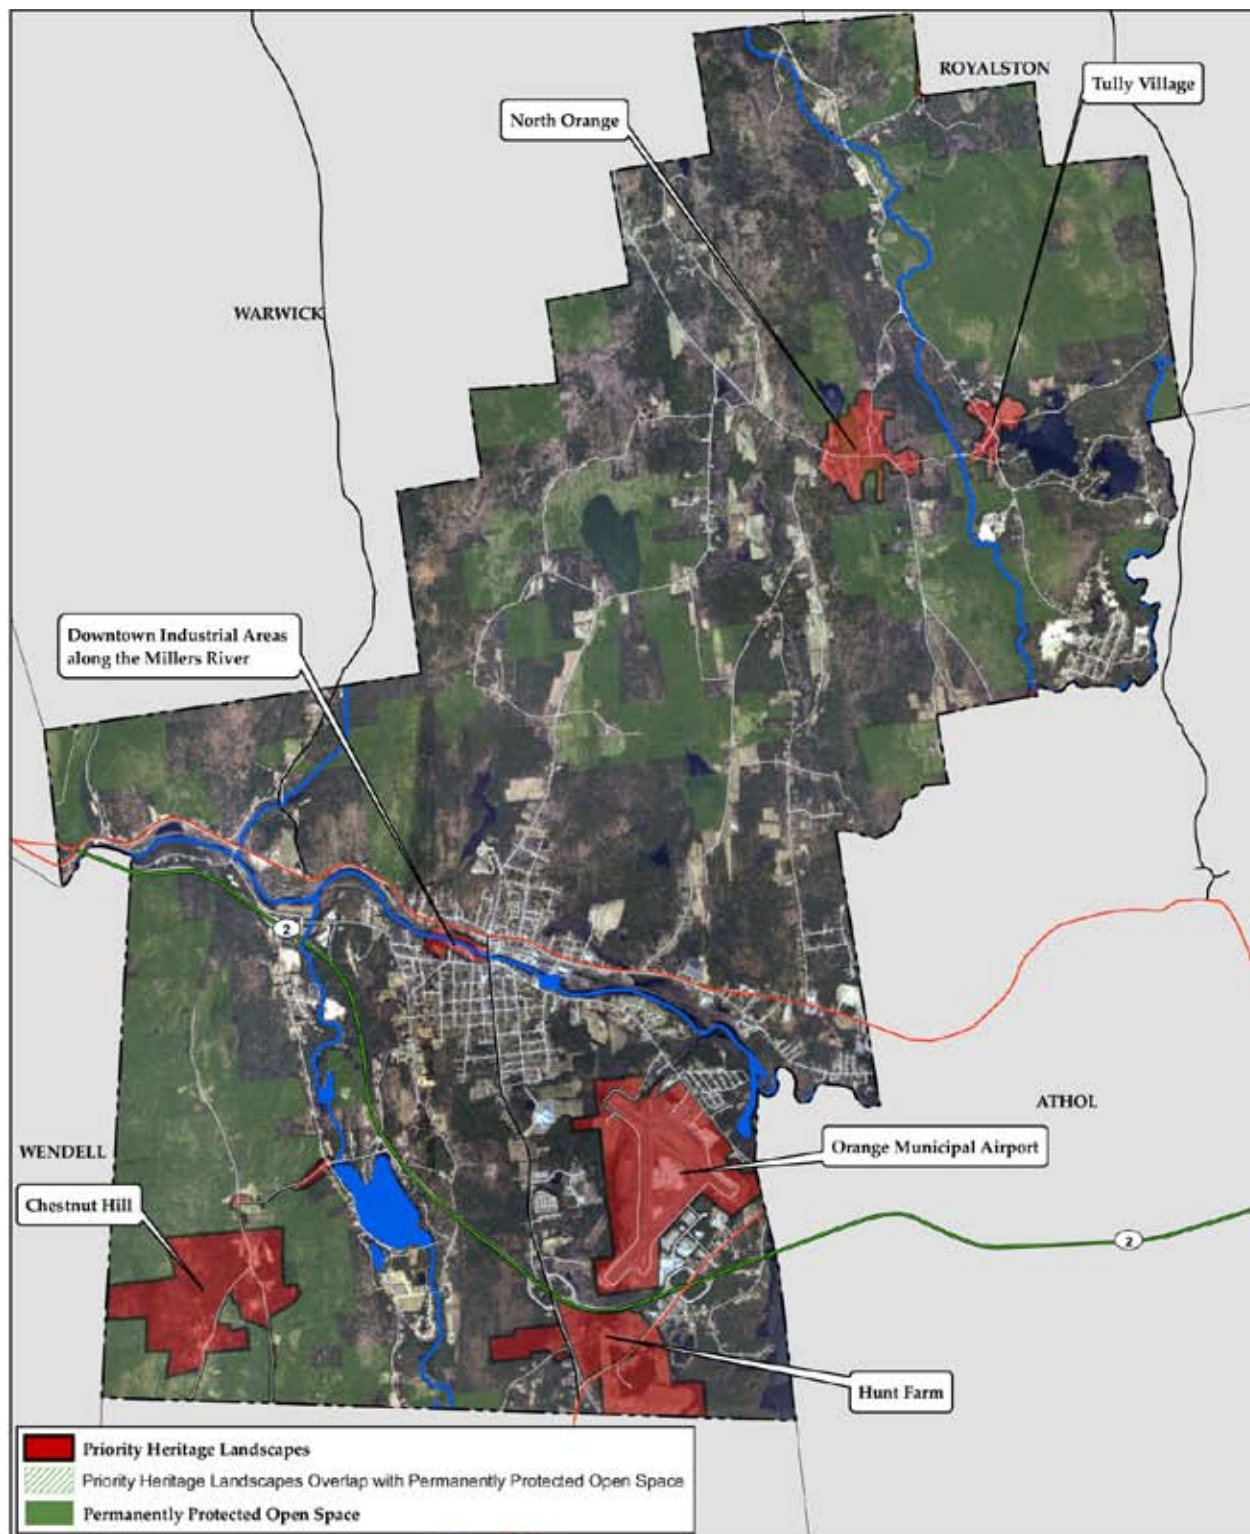 ROYALSTON
Tully Village
North Orange
WARWICK
Downtown Industrial Areas
along the Millers River
2
ATHOL
WENDELL
Orange Municipal Airport
Chestnut Hill
2
Hunt Farm
Priority Heritage Landscapes
Priority Heritage Landscapes Overlap with Permanently Protected Open Space
Permanently Protected Open Space